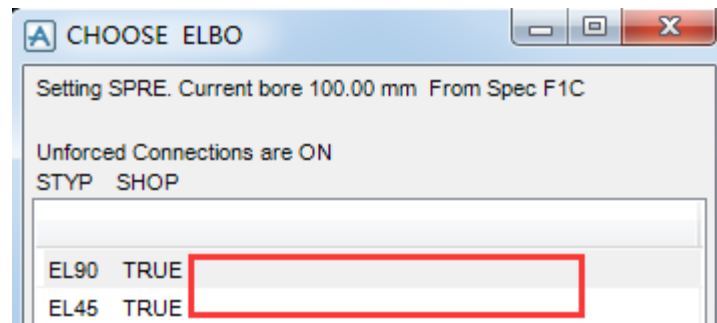 CHOOSE ELBO
Setting SPRE. Current bore 100.00 mm From Spec F1C
Unforced Connections are ON
STYP SHOP
EL90 TRUE
EL45 TRUE